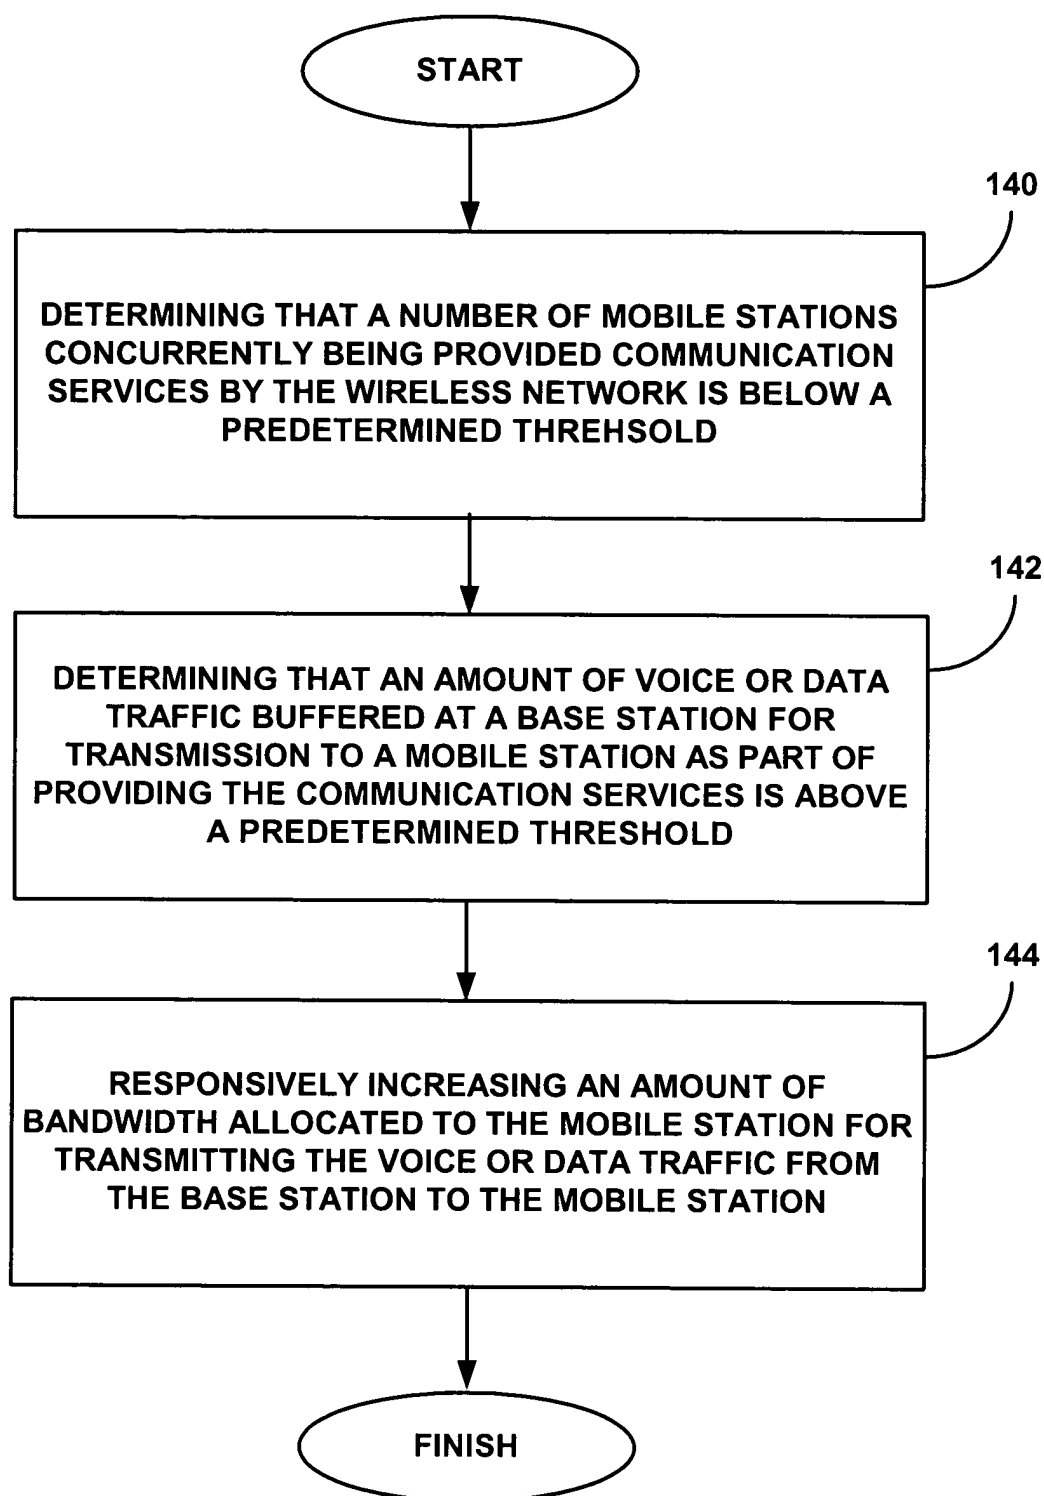 START
140
DETERMINING THAT A NUMBER OF MOBILE STATIONS
CONCURRENTLY BEING PROVIDED COMMUNICATION
SERVICES BY THE WIRELESS NETWORK IS BELOW A
PREDETERMINED THREHSOLD
142
DETERMINING THAT AN AMOUNT OF VOICE OR DATA
TRAFFIC BUFFERED AT A BASE STATION FOR
TRANSMISSION TO A MOBILE STATION AS PART OF
PROVIDING THE COMMUNICATION SERVICES IS ABOVE
A PREDETERMINED THRESHOLD
144
RESPONSIVELY INCREASING AN AMOUNT OF
BANDWIDTH ALLOCATED TO THE MOBILE STATION FOR
TRANSMITTING THE VOICE OR DATA TRAFFIC FROM
THE BASE STATION TO THE MOBILE STATION
FINISH